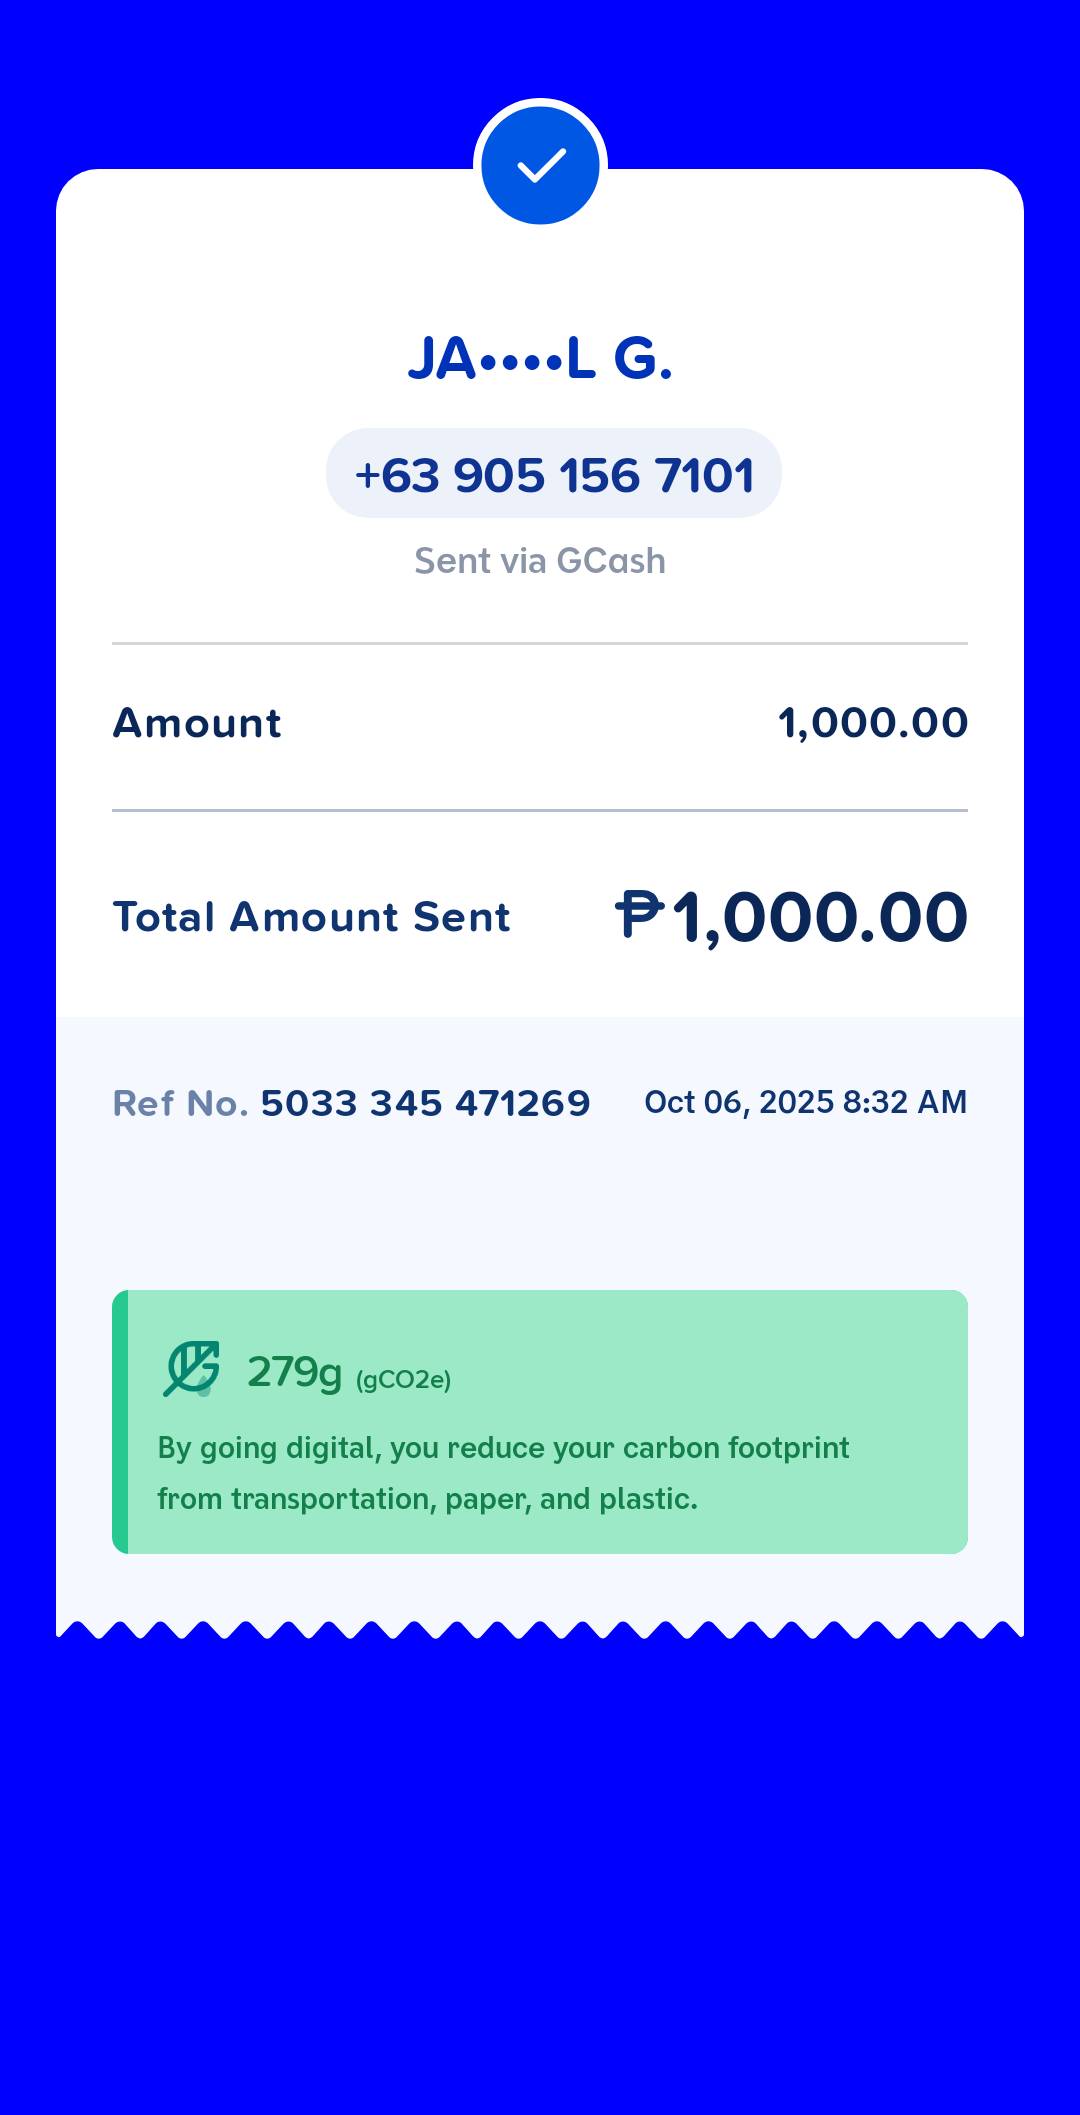 JA••••L G.
+63 905 156 7101
Sent via GCash
Amount 1,000.00
Total Amount Sent ₱1,000.00
Ref No. 5033 345 471269 Oct 06, 2025 8:32 AM
279g (gCO2e)
By going digital, you reduce your carbon footprint
from transportation, paper, and plastic.